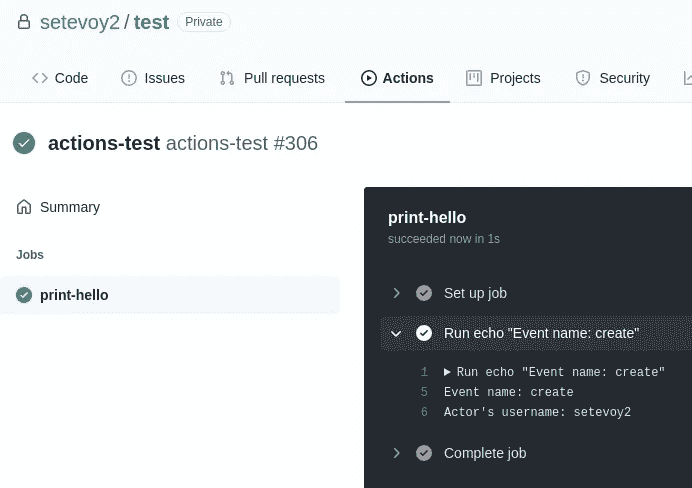 setevoy2 / test Private
Code Issues Pull requests Actions Projects Security
actions-test actions-test #306
Summary
Jobs
print-hello
print-hello
succeeded now in 1s
Set up job
Run echo "Event name: create"
1 Run echo "Event name: create"
5 Event name: create
6 Actor's username: setevoy2
Complete job